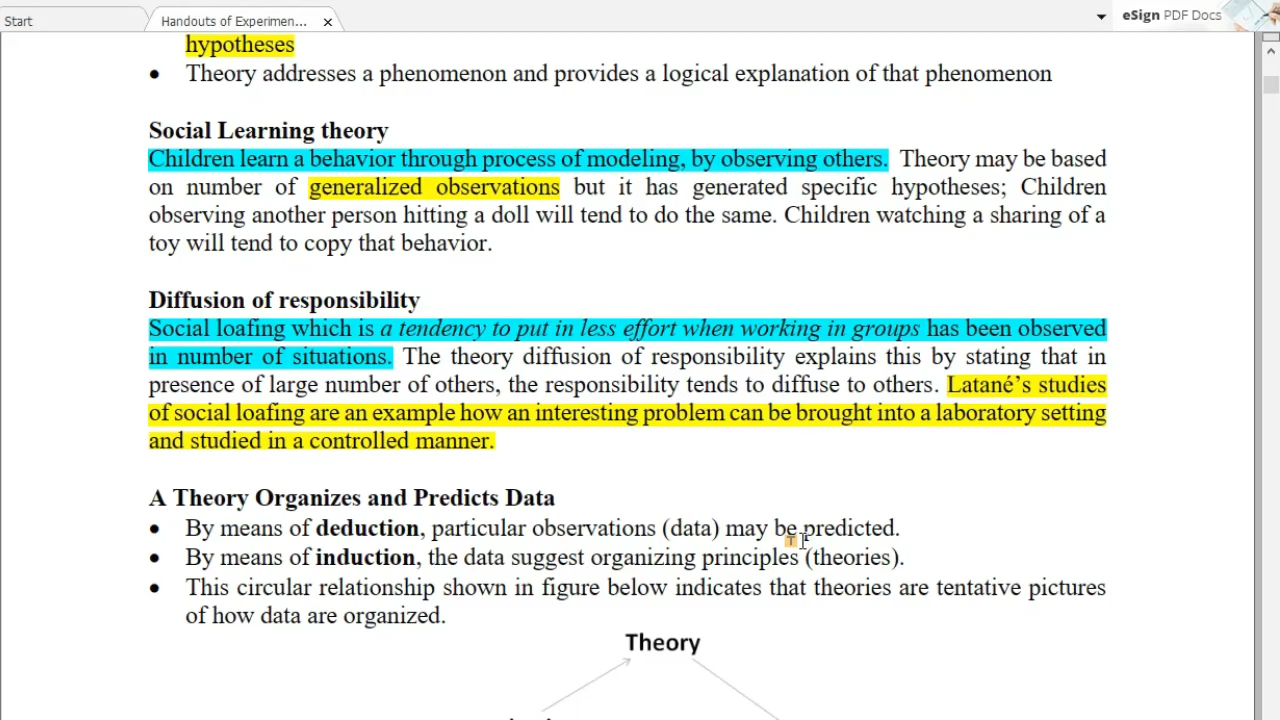 Start
Handouts of Experimen... ×
eSign PDF Docs
hypotheses
• Theory addresses a phenomenon and provides a logical explanation of that phenomenon
Social Learning theory
Children learn a behavior through process of modeling, by observing others. Theory may be based
on number of generalized observations but it has generated specific hypotheses; Children
observing another person hitting a doll will tend to do the same. Children watching a sharing of a
toy will tend to copy that behavior.
Diffusion of responsibility
Social loafing which is a tendency to put in less effort when working in groups has been observed
in number of situations. The theory diffusion of responsibility explains this by stating that in
presence of large number of others, the responsibility tends to diffuse to others. Latané’s studies
of social loafing are an example how an interesting problem can be brought into a laboratory setting
and studied in a controlled manner.
A Theory Organizes and Predicts Data
• By means of deduction, particular observations (data) may be predicted.
• By means of induction, the data suggest organizing principles (theories).
• This circular relationship shown in figure below indicates that theories are tentative pictures
of how data are organized.
Theory